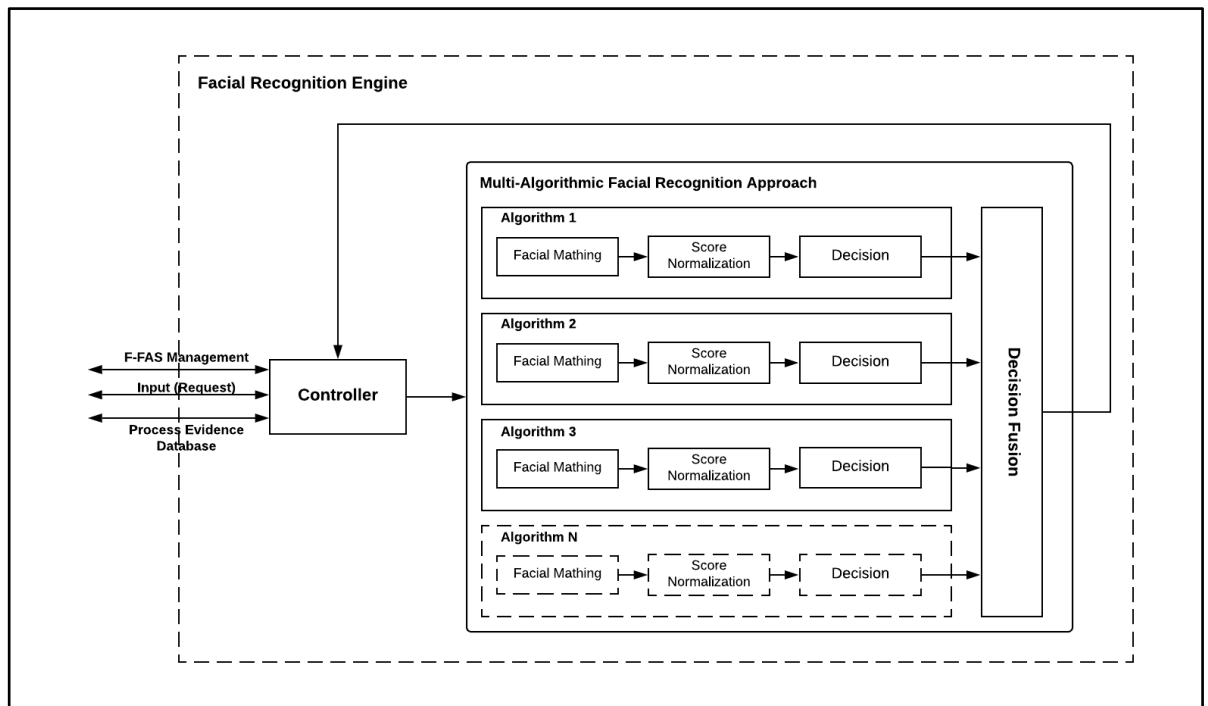 Facial Recognition Engine
Multi-Algorithmic Facial Recognition Approach
Algorithm 1
Facial Mathing
Score
Normalization
Decision
Algorithm 2
Facial Mathing
Score
Normalization
Decision
Algorithm 3
Facial Mathing
Score
Normalization
Decision
Algorithm N
Facial Mathing
Score
Normalization
Decision
Decision Fusion
F-FAS Management
Input (Request)
Process Evidence
Database
Controller